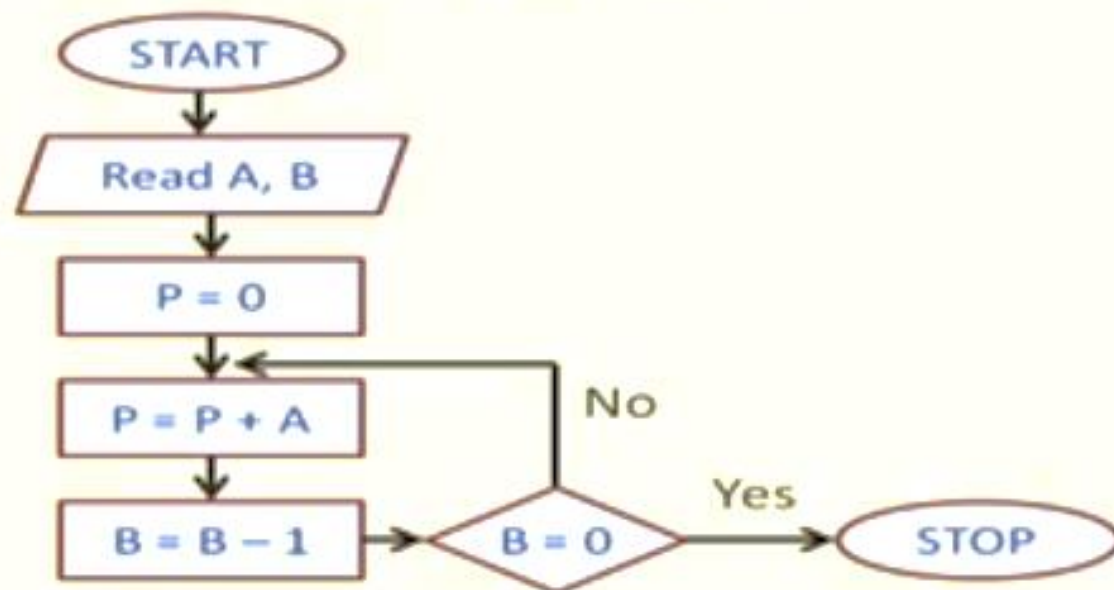 START
Read A, B
P = 0
P = P + A
No
B = B – 1
B = 0
Yes
STOP